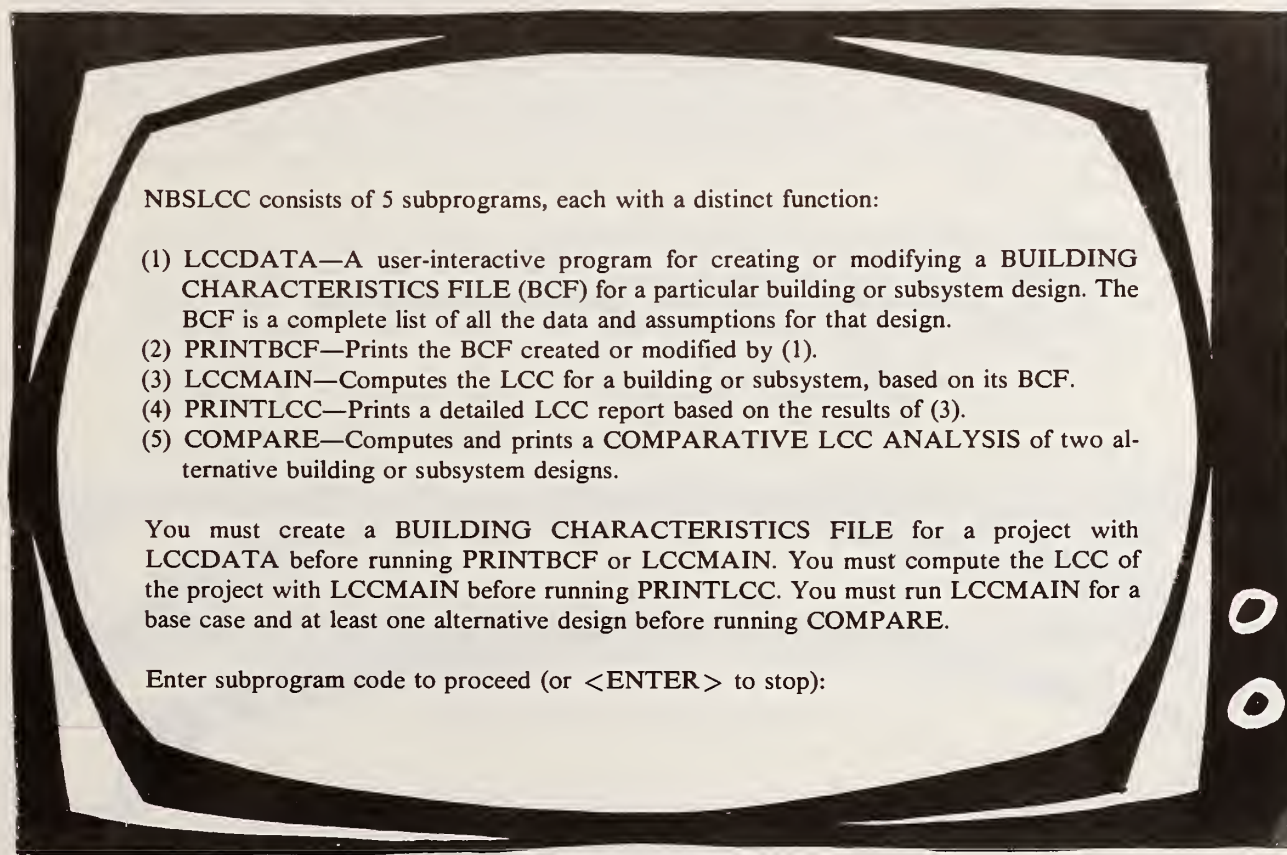 NBSLCC consists of 5 subprograms, each with a distinct function:
(1) LCCDATA—A user-interactive program for creating or modifying a BUILDING
CHARACTERISTICS FILE (BCF) for a particular building or subsystem design. The
BCF is a complete list of all the data and assumptions for that design.
(2) PRINTBCF—Prints the BCF created or modified by (1).
(3) LCCMAIN—Computes the LCC for a building or subsystem, based on its BCF.
(4) PRINTLCC—Prints a detailed LCC report based on the results of (3).
(5) COMPARE—Computes and prints a COMPARATIVE LCC ANALYSIS of two al-
ternative building or subsystem designs.
You must create a BUILDING CHARACTERISTICS FILE for a project with
LCCDATA before running PRINTBCF or LCCMAIN. You must compute the LCC of
the project with LCCMAIN before running PRINTLCC. You must run LCCMAIN for a
base case and at least one alternative design before running COMPARE.
Enter subprogram code to proceed (or <ENTER> to stop):